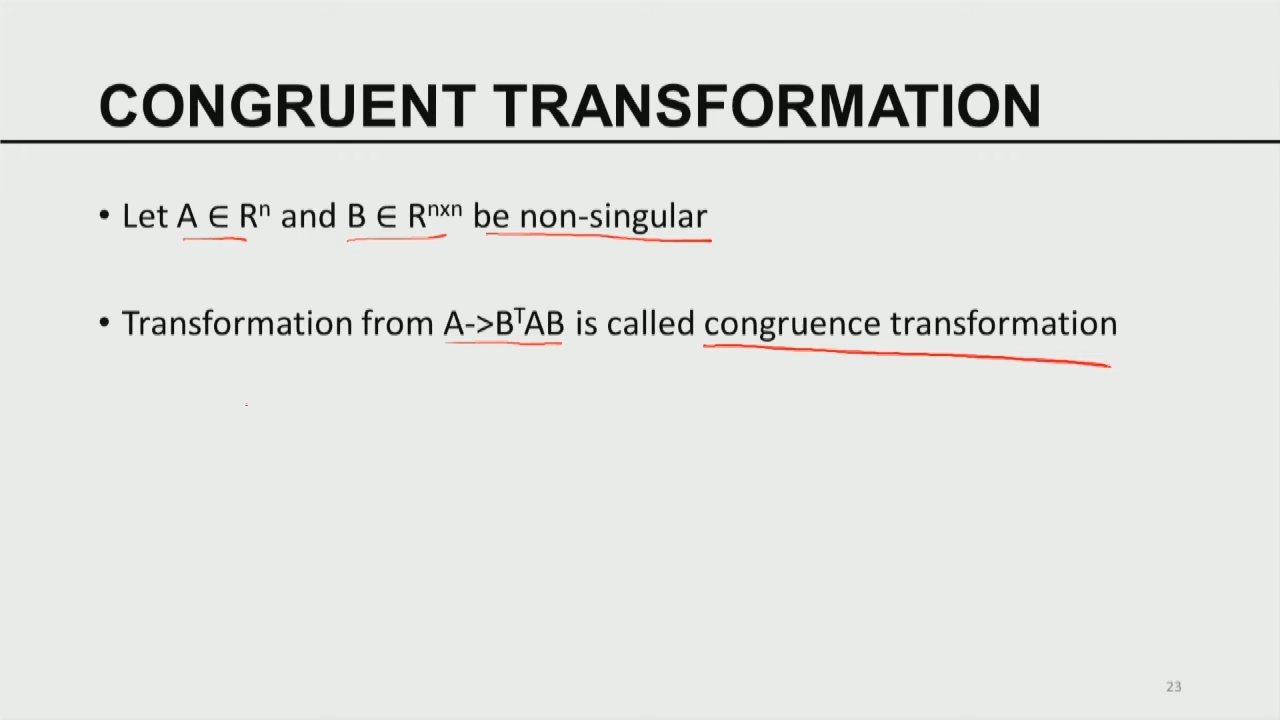 CONGRUENT TRANSFORMATION
• Let A ∈ Rⁿ and B ∈ Rⁿˣⁿ be non-singular
• Transformation from A->BᵀAB is called congruence transformation
23